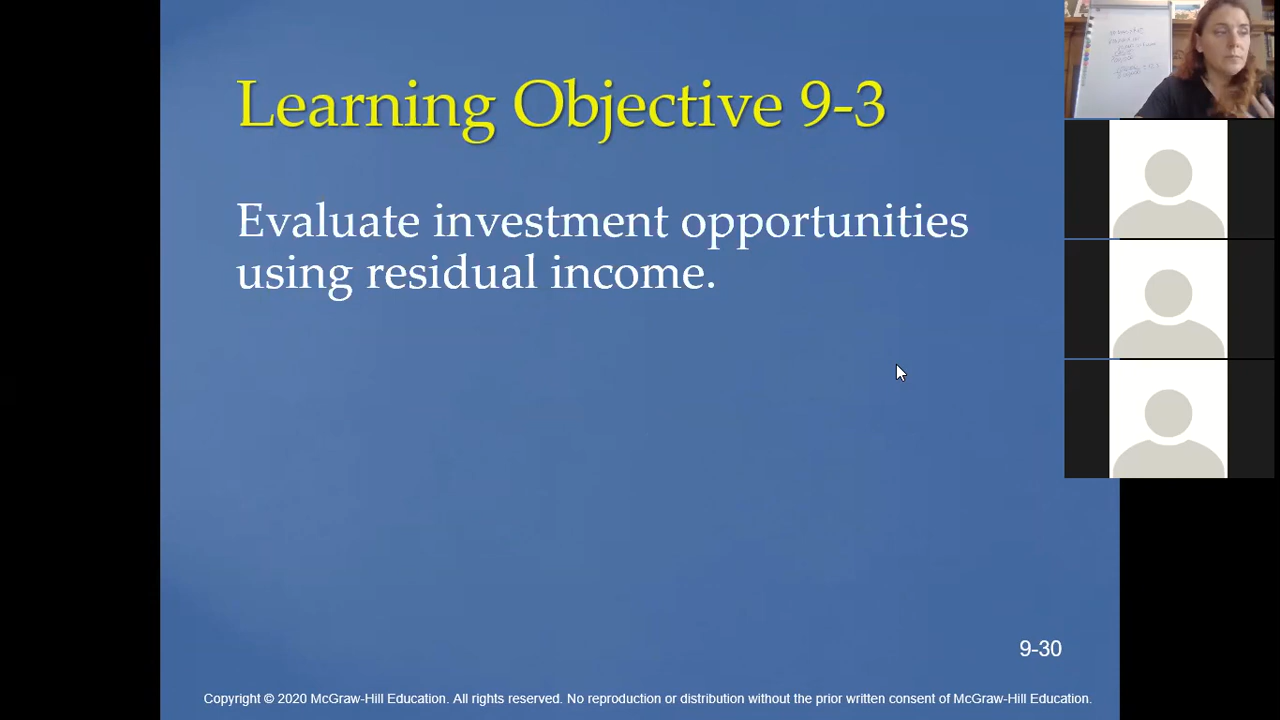 Learning Objective 9-3
Evaluate investment opportunities
using residual income.
9-30
Copyright © 2020 McGraw-Hill Education. All rights reserved. No reproduction or distribution without the prior written consent of McGraw-Hill Education.